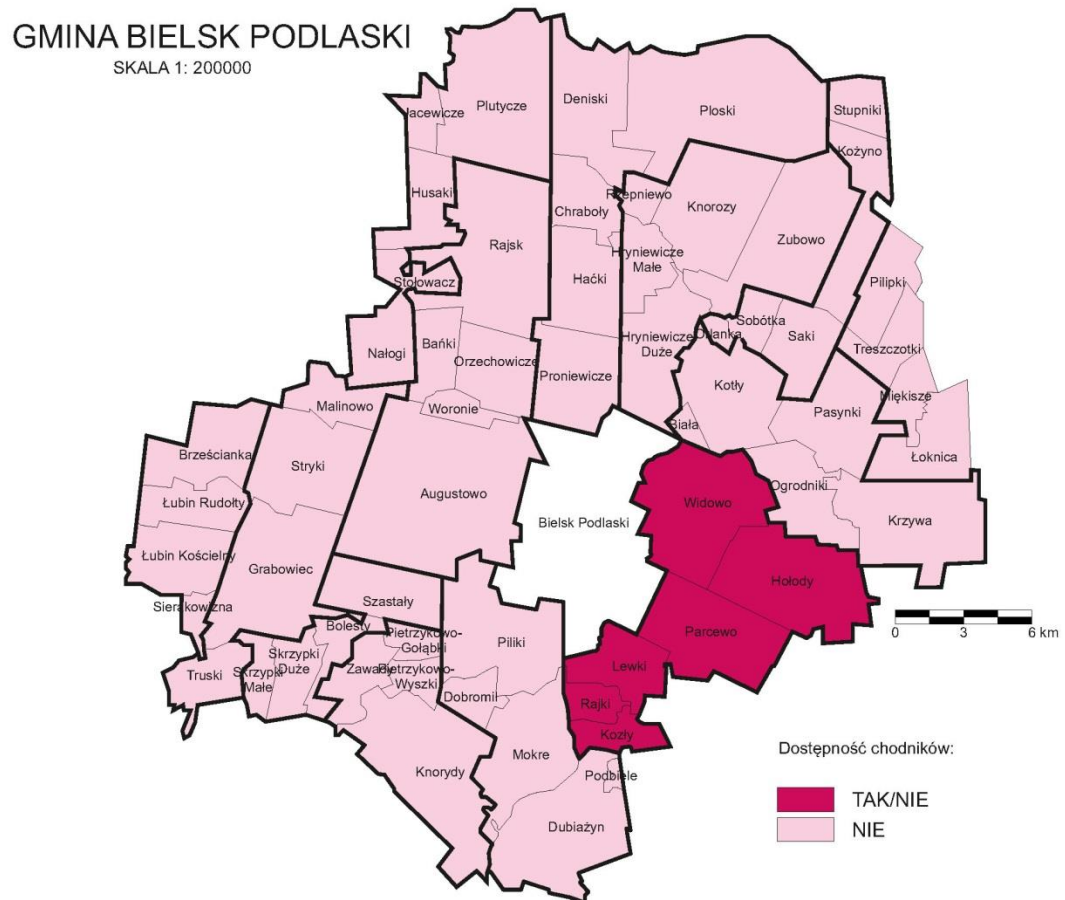 GMINA BIELSK PODLASKI
SKALA 1: 200000
Jacewicze
Plutycze
Deniski
Ploski
Stupniki
Kożyno
Husaki
Rajsk
Chraboły
Rzepniewo
Knorozy
Zubowo
Hryniewicze
Małe
Haćki
Pilipki
Stołowacz
Nałogi
Bańki
Orzechowicze
Proniewicze
Hryniewicze
Duże
Orlanka
Sobótka
Saki
Treszczotki
Malinowo
Woronie
Kotły
Biała
Pasynki
Miękisze
Łoknica
Brześcianka
Stryki
Łubin Rudołty
Augustowo
Bielsk Podlaski
Widowo
Ogrodniki
Krzywa
Łubin Kościelny
Grabowiec
Hołody
Sierakowizna
Szastały
Bolesty
Pietrzykowo-
Gołąbki
Piliki
Parcewo
0 3 6 km
Truski
Skrzypki
Małe
Skrzypki
Duże
Zawady
Pietrzykowo-
Wyszki
Dobromil
Lewki
Rajki
Kozły
Knorydy
Mokre
Podbiele
Dubiażyn
Dostępność chodników:
TAK/NIE
NIE